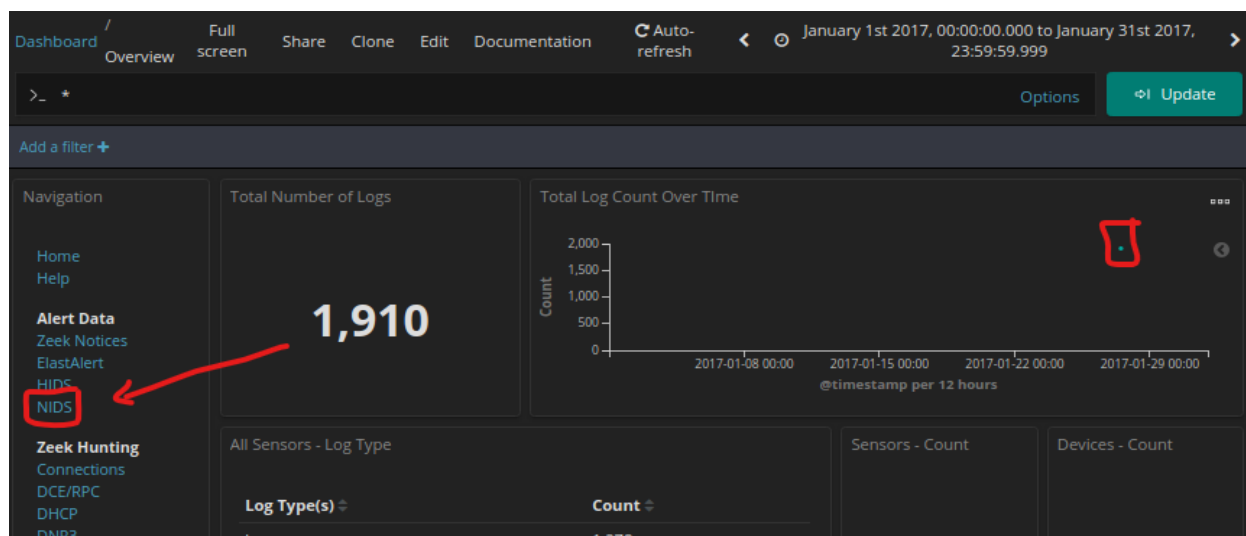 Dashboard / Overview Full screen Share Clone Edit Documentation Auto-refresh January 1st 2017, 00:00:00.000 to January 31st 2017, 23:59:59.999
>_ * Options Update
Add a filter +
Navigation
Home
Help
Alert Data
Zeek Notices
ElastAlert
HIDS
NIDS
Zeek Hunting
Connections
DCE/RPC
DHCP
DNP3
Total Number of Logs
1,910
Total Log Count Over TIme
Count
2,000
1,500
1,000
500
0
2017-01-08 00:00 2017-01-15 00:00 2017-01-22 00:00 2017-01-29 00:00
@timestamp per 12 hours
All Sensors - Log Type
Log Type(s) Count
Sensors - Count
Devices - Count